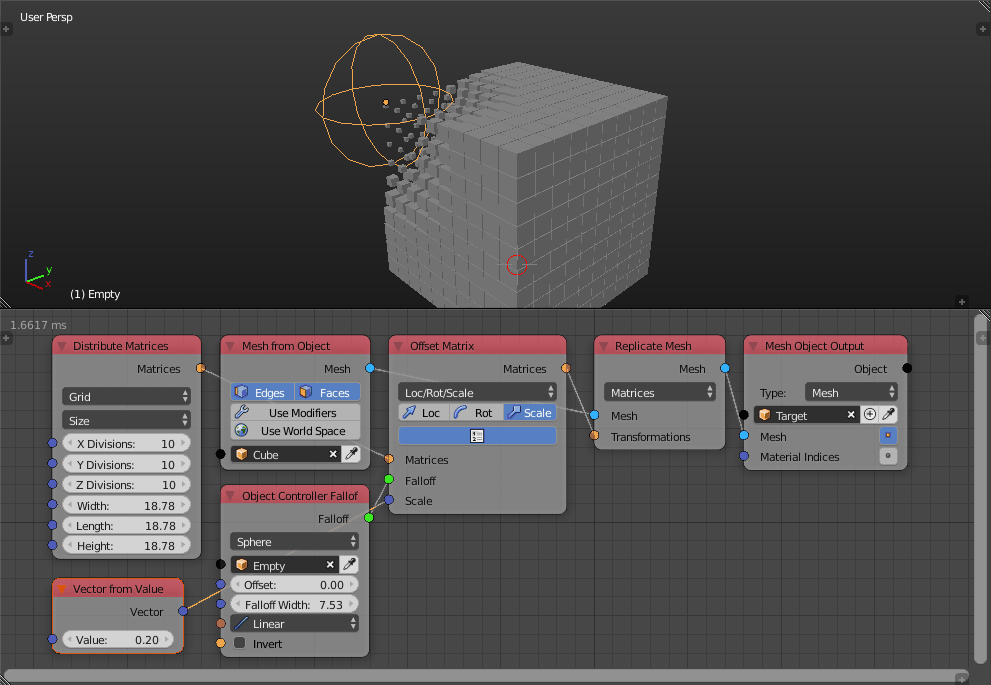 User Persp
z
y
x
(1) Empty
1.6617 ms
Distribute Matrices
Matrices
Grid
Size
X Divisions: 10
Y Divisions: 10
Z Divisions: 10
Width: 18.78
Length: 18.78
Height: 18.78
Vector from Value
Vector
Value: 0.20
Mesh from Object
Mesh
Edges Faces
Use Modifiers
Use World Space
Cube
Object Controller Fallof
Falloff
Sphere
Empty
Offset: 0.00
Falloff Width: 7.53
Linear
Invert
Offset Matrix
Matrices
Loc/Rot/Scale
Loc Rot Scale
Matrices
Falloff
Scale
Replicate Mesh
Mesh
Matrices
Mesh
Transformations
Mesh Object Output
Object
Type: Mesh
Target
Mesh
Material Indices